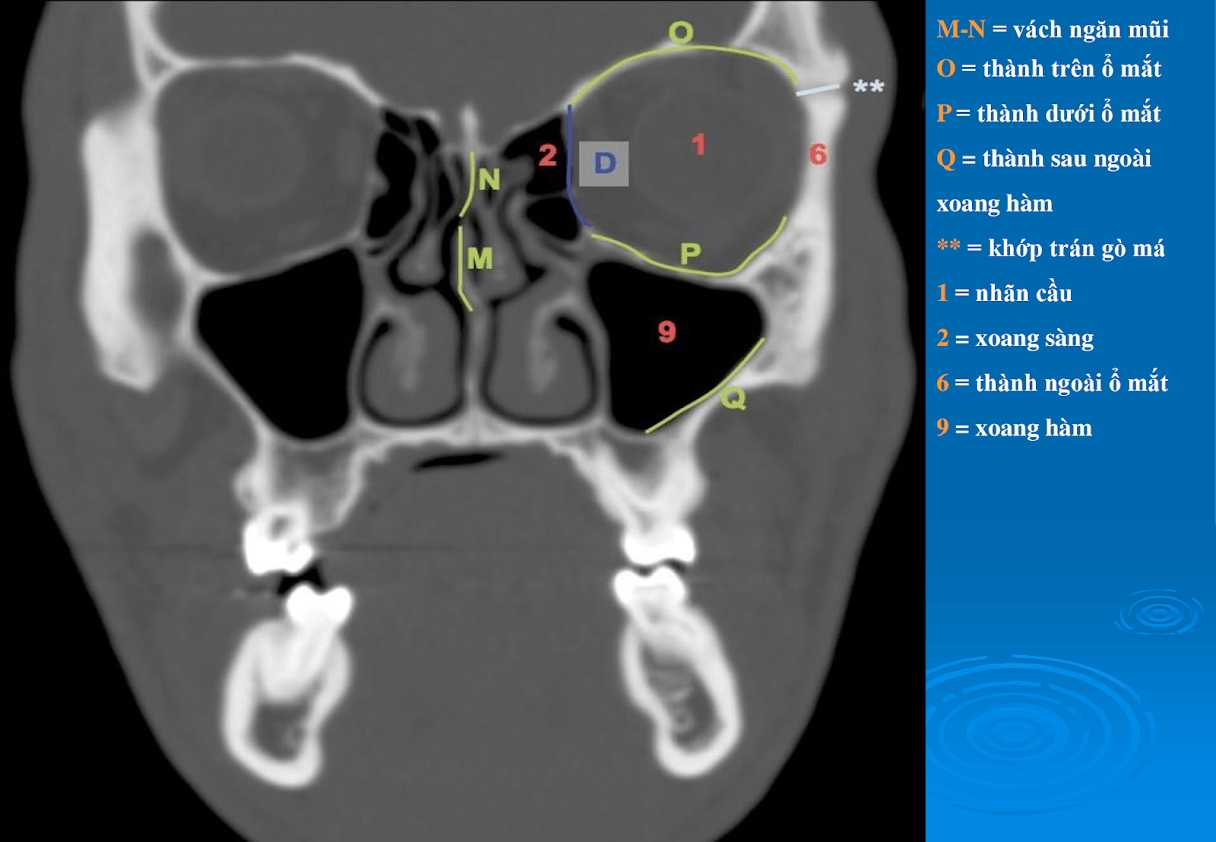 O
**
1
6
2
D
N
M
P
9
Q
M-N = vách ngăn mũi
O = thành trên ổ mắt
P = thành dưới ổ mắt
Q = thành sau ngoài
xoang hàm
** = khớp trán gò má
1 = nhãn cầu
2 = xoang sàng
6 = thành ngoài ổ mắt
9 = xoang hàm